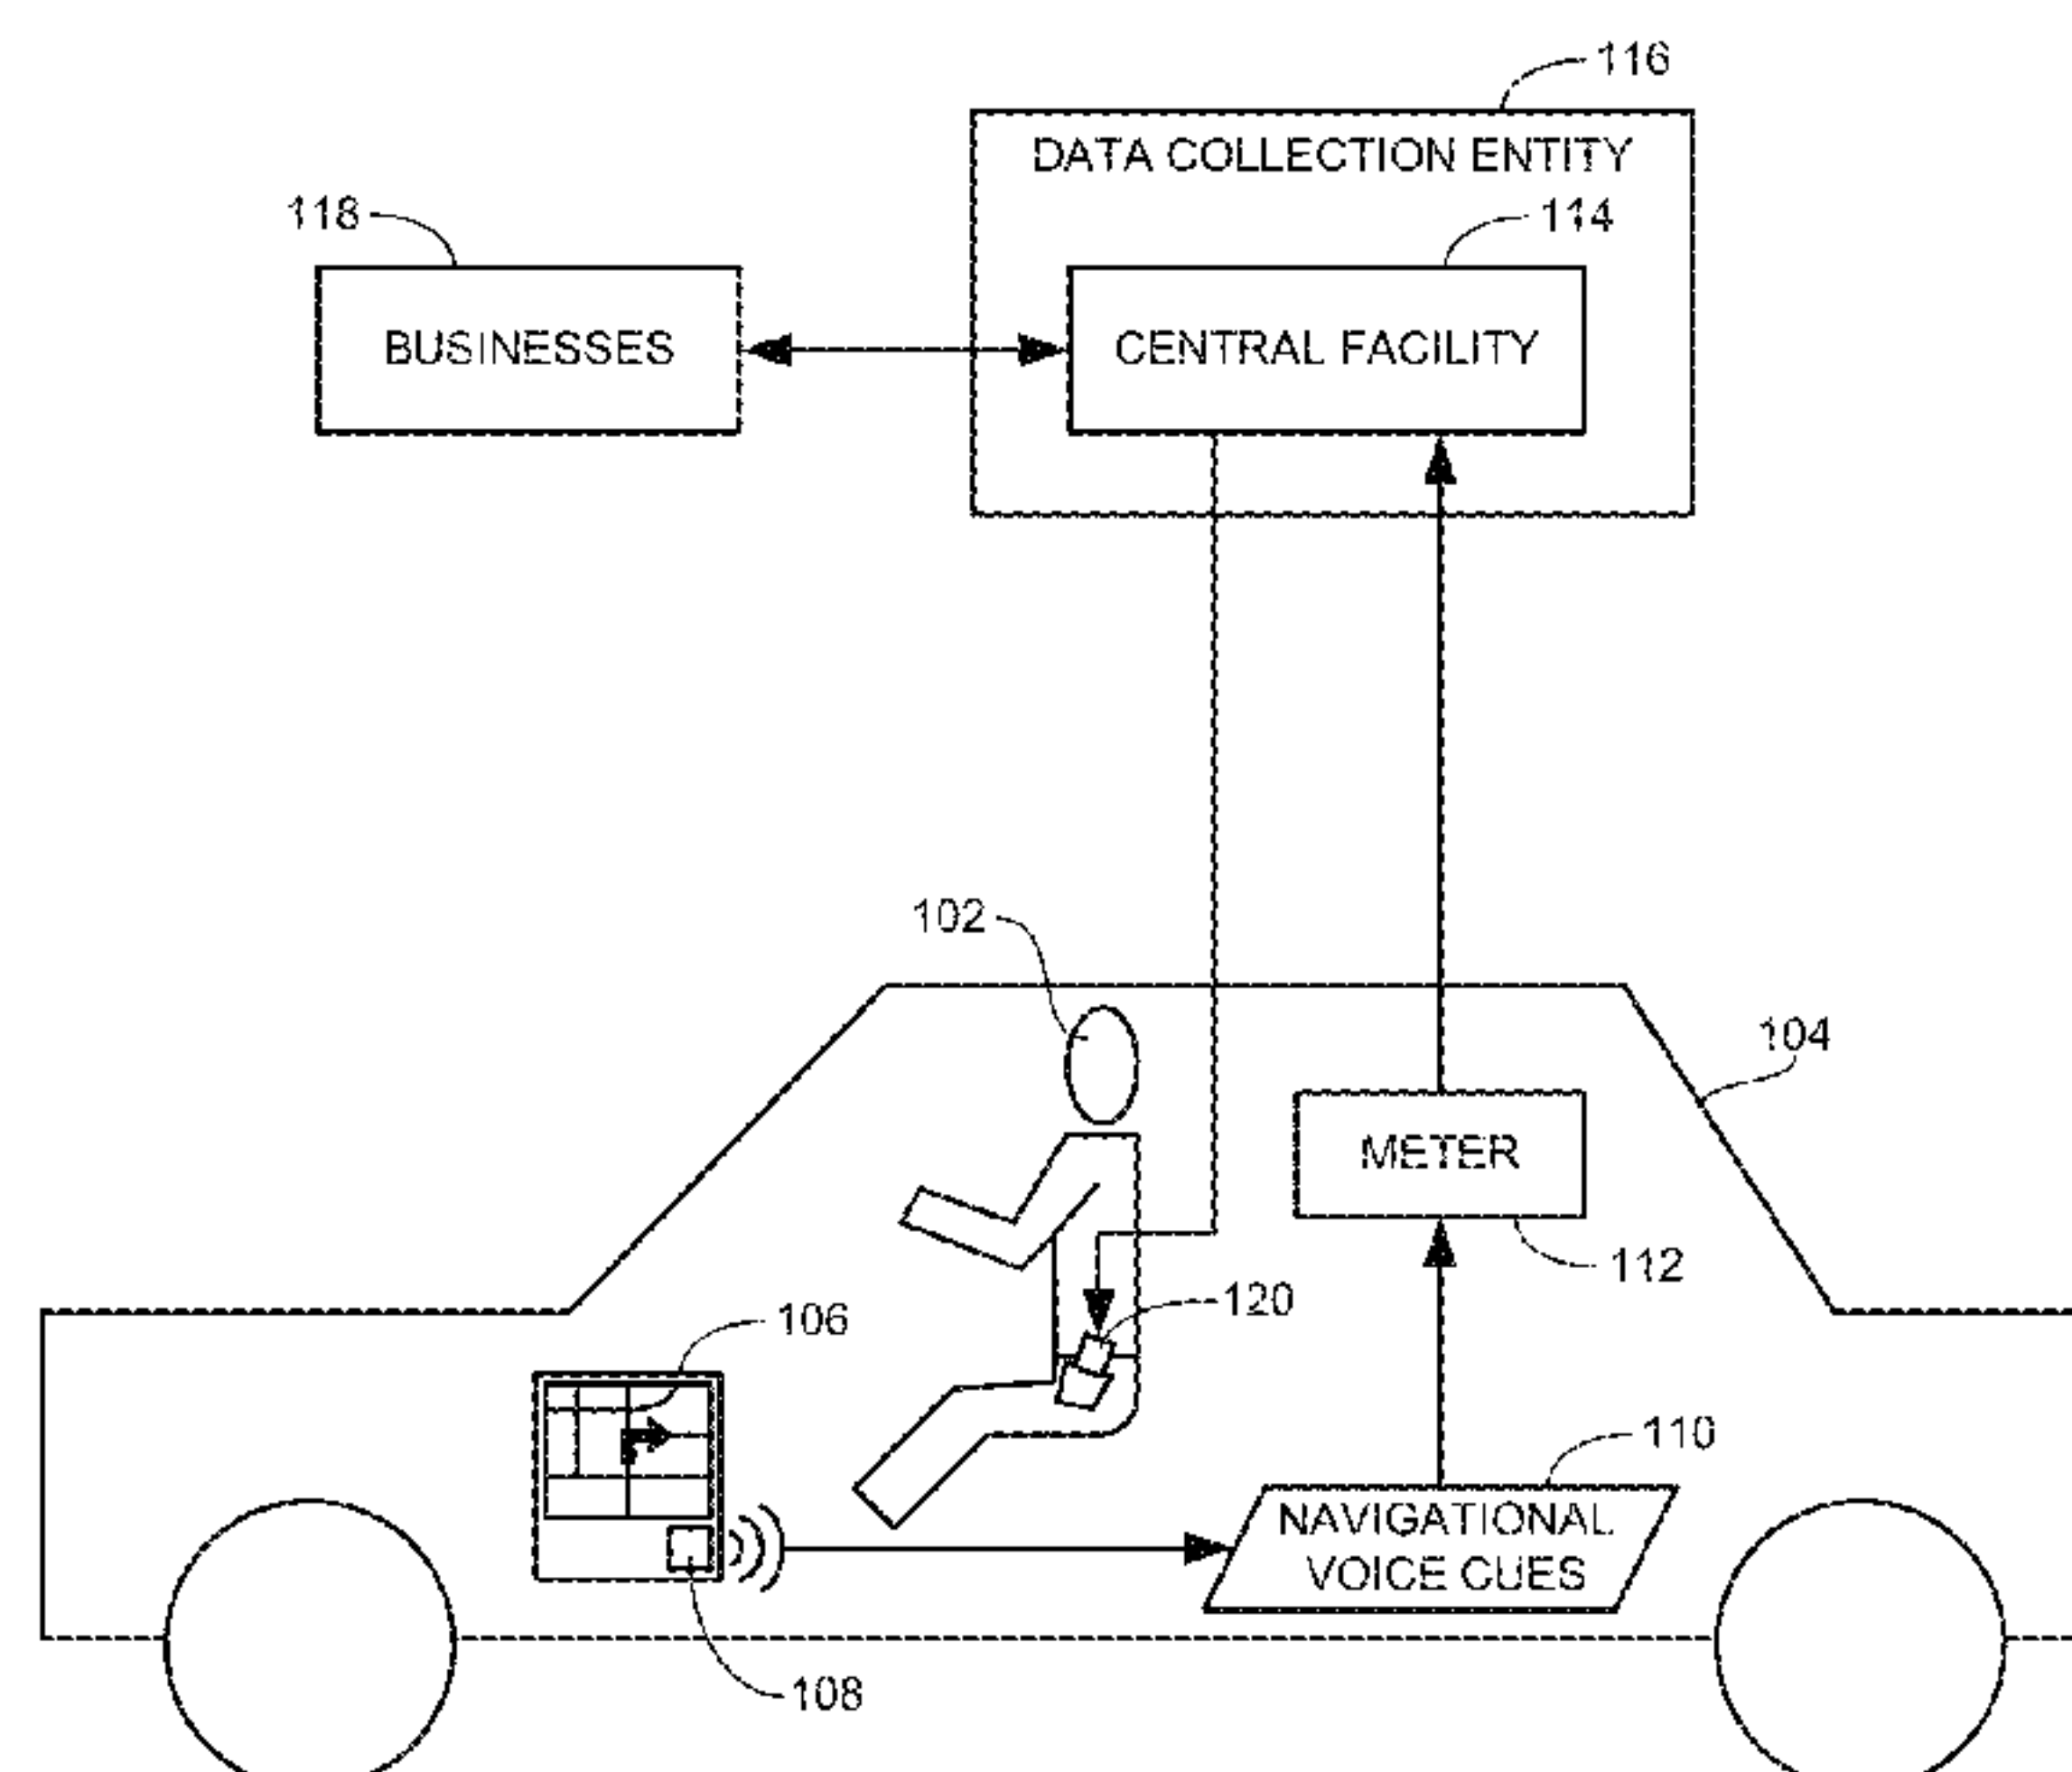 116
DATA COLLECTION ENTITY
118
114
BUSINESSES
CENTRAL FACILITY
102
104
METER
112
120
106
110
NAVIGATIONAL
VOICE CUES
108